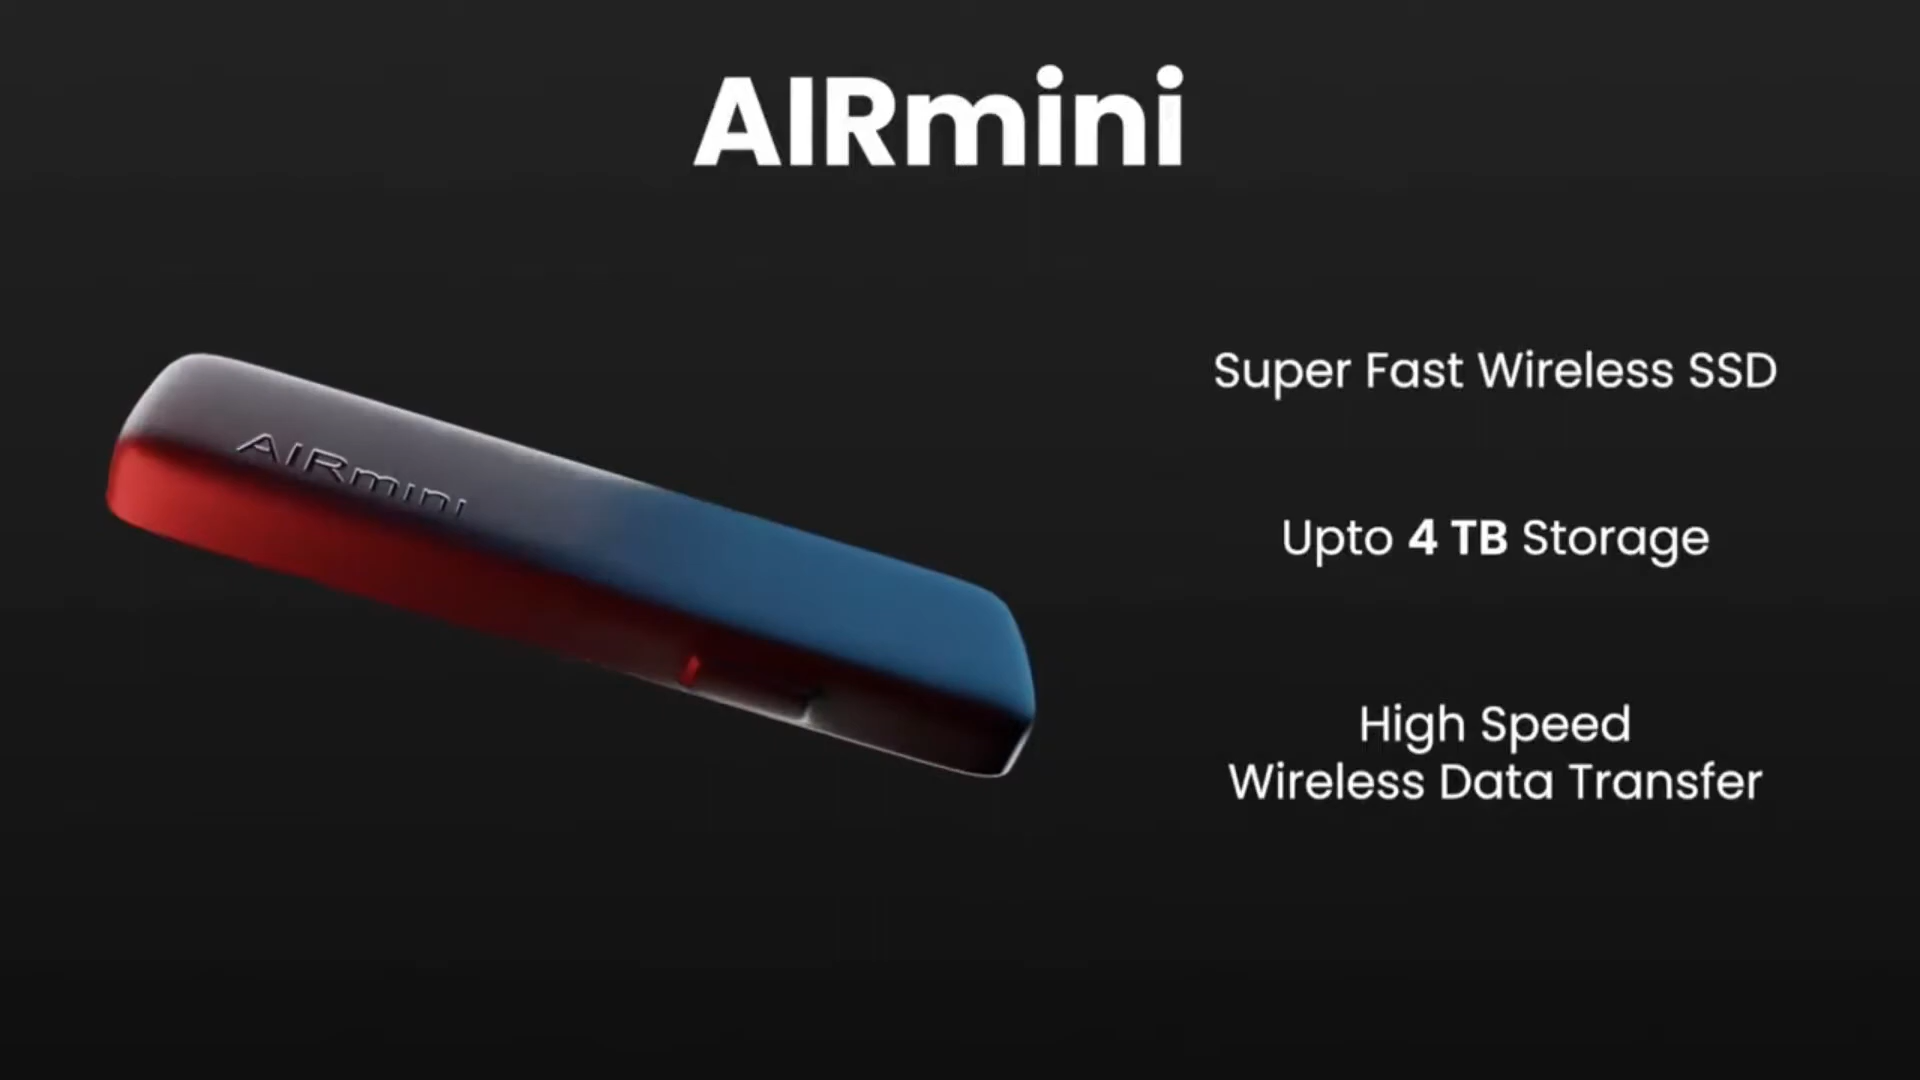 AIRmini
AIRmini
Super Fast Wireless SSD
Upto 4 TB Storage
High Speed
Wireless Data Transfer